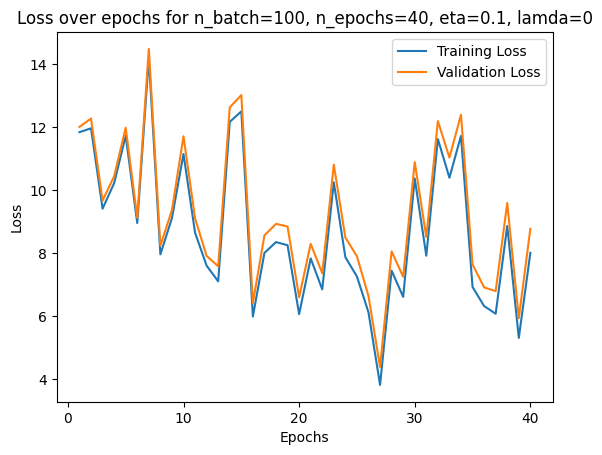 Loss over epochs for n_batch=100, n_epochs=40, eta=0.1, lamda=0
Training Loss
Validation Loss
14
12
10
8
6
4
Loss
0
10
20
30
40
Epochs